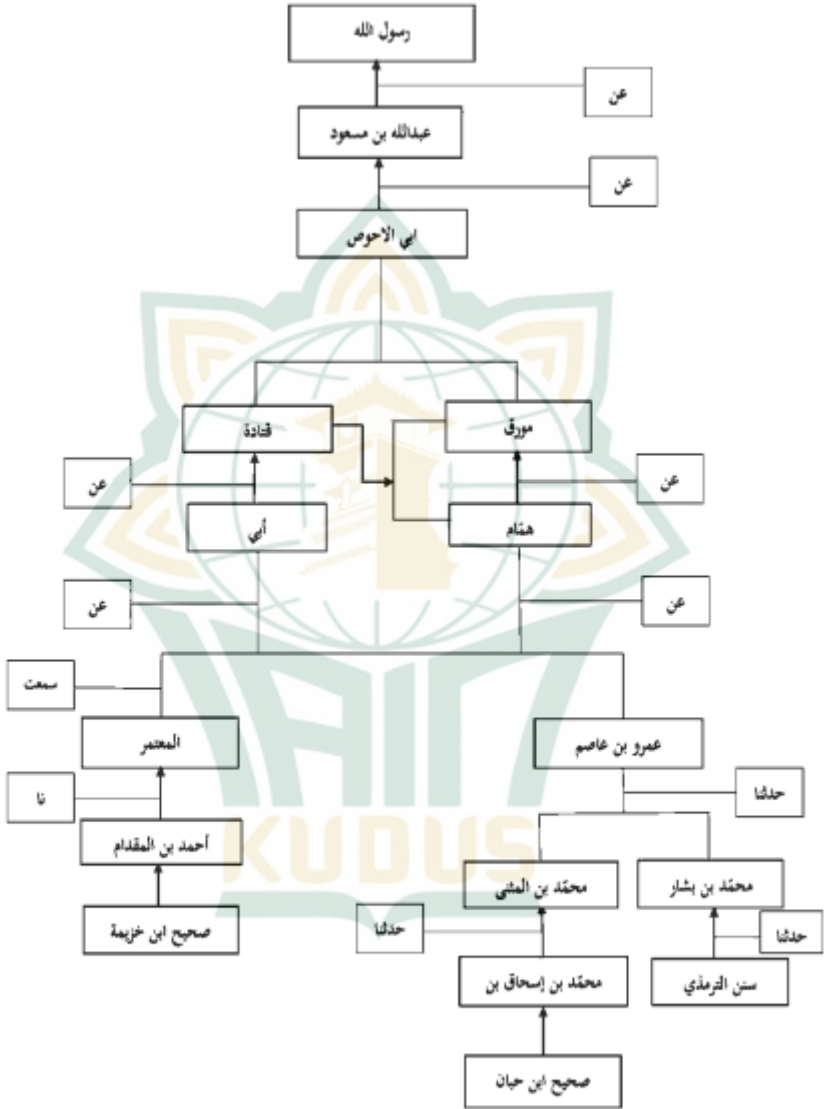 رسول الله
عن
عبدالله بن مسعود
عن
ابي الاحوص
مورق
قتادة
عن
عن
همّام
أبي
عن
عن
سمعت
عمرو بن عاصم
المعتمر
حدثنا
نا
أحمد بن المقدام
محمّد بن بشار
محمّد بن المثنى
KUDUS
صحيح ابن خزيمة
حدثنا
حدثنا
سنن الترمذي
محمّد بن إسحاق بن
صحيح ابن حبان
IAIN